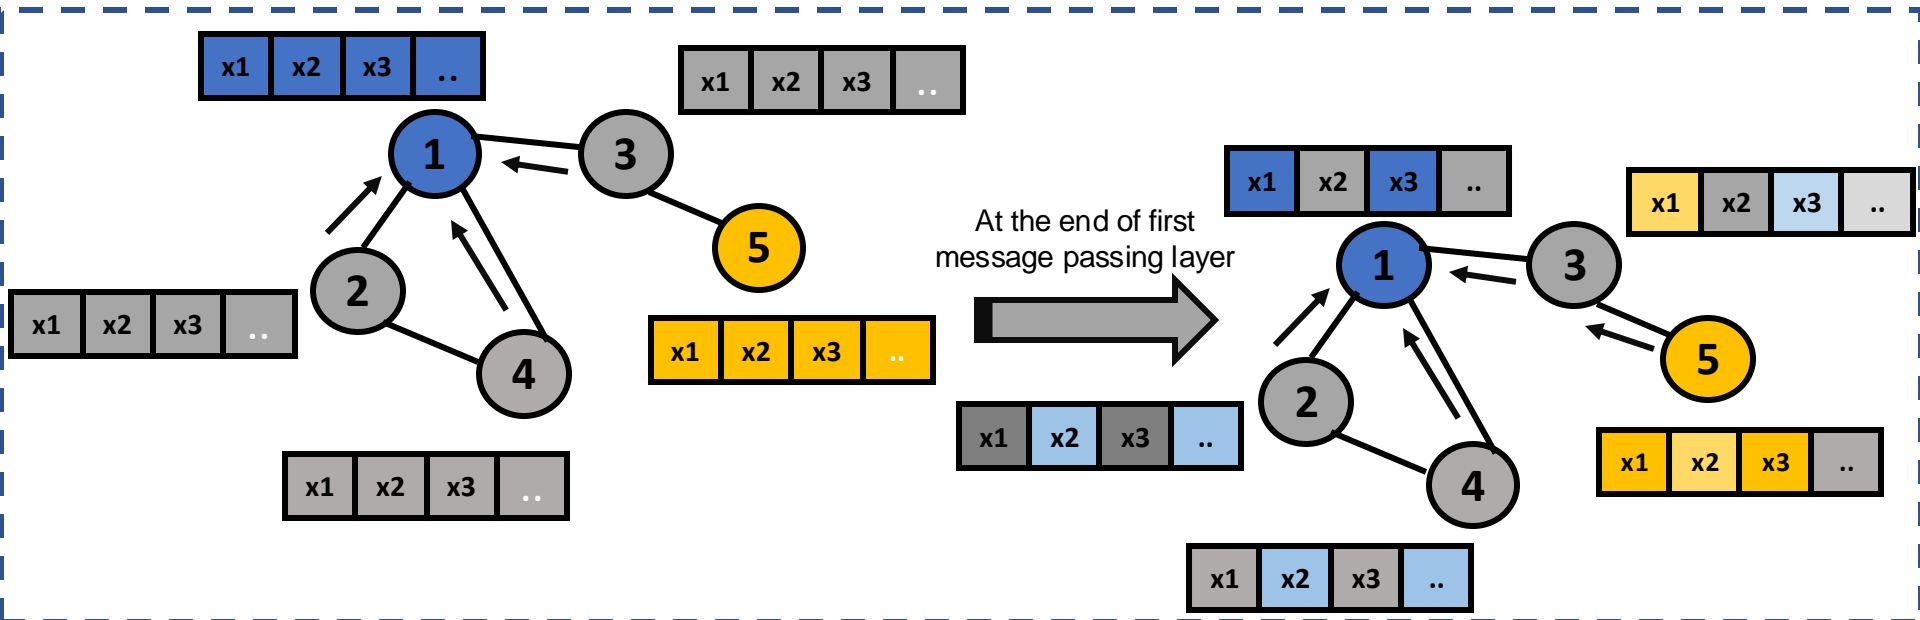 x1 x2 x3 ..
x1 x2 x3 ..
1
3
5
2
x1 x2 x3 ..
4
x1 x2 x3 ..
x1 x2 x3 ..
At the end of first
message passing layer
x1 x2 x3 ..
x1 x2 x3 ..
1
3
5
2
x1 x2 x3 ..
4
x1 x2 x3 ..
x1 x2 x3 ..